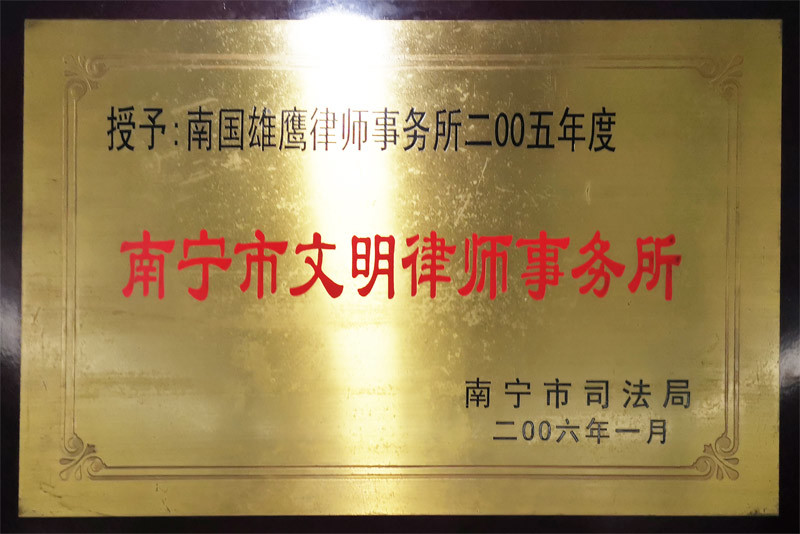 授予:南国雄鹰律师事务所二00五年度
南宁市文明律师事务所
南宁市司法局
二00六年一月